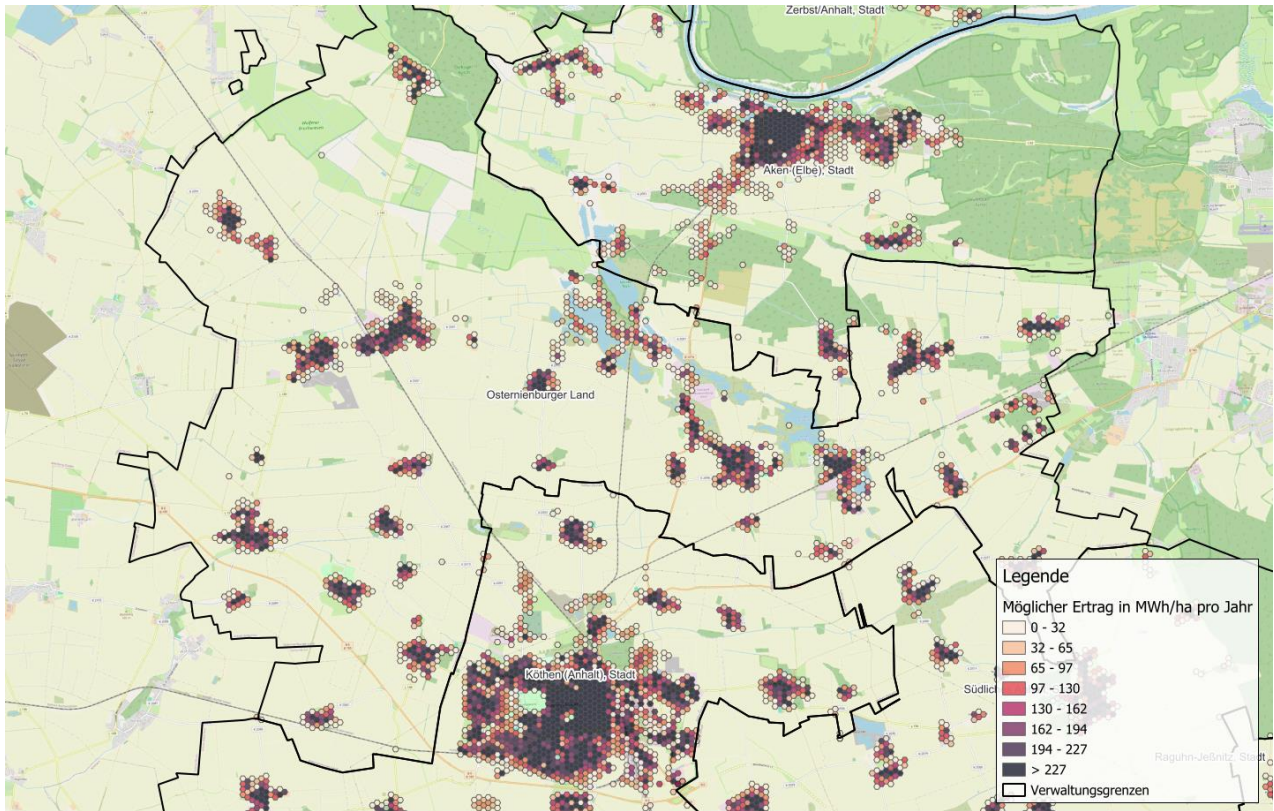 Zerbst/Anhalt, Stadt
Aken (Elbe), Stadt
Osternienburger Land
Köthen (Anhalt), Stadt
Südlich
Raguhn-Jeßnitz, Stadt
Legende
Möglicher Ertrag in MWh/ha pro Jahr
0 - 32
32 - 65
65 - 97
97 - 130
130 - 162
162 - 194
194 - 227
> 227
Verwaltungsgrenzen